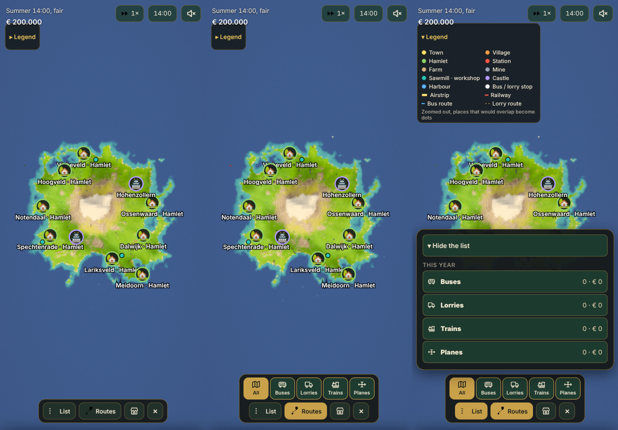 Summer 14:00, fair
€ 200.000
1×
14:00
▸ Legend
Hoogveld · Hamlet
Hohenzollern
Notendaal · Hamlet
Ossenwaard · Hamlet
Spechtenrade · Hamlet
Dalwijk · Hamlet
Lariksveld · Hamlet
Meidoorn · Hamlet
List
Routes
×
Summer 14:00, fair
€ 200.000
1×
14:00
▸ Legend
Hoogveld · Hamlet
Hohenzollern
Notendaal · Hamlet
Ossenwaard · Hamlet
Spechtenrade · Hamlet
Dalwijk · Hamlet
Lariksveld · Hamlet
Meidoorn · Hamlet
All
Buses
Lorries
Trains
Planes
List
Routes
×
Summer 14:00, fair
€ 200.000
1×
14:00
▾ Legend
Town
Village
Hamlet
Station
Farm
Mine
Sawmill · workshop
Castle
Harbour
Bus / lorry stop
Airstrip
Railway
Bus route
Lorry route
Zoomed out, places that would overlap become
dots
Hoogveld · Hamlet
Hohenzollern
Notendaal · Hamlet
Ossenwaard · Hamlet
▾ Hide the list
THIS YEAR
Buses 0 · € 0
Lorries 0 · € 0
Trains 0 · € 0
Planes 0 · € 0
All
Buses
Lorries
Trains
Planes
List
Routes
×